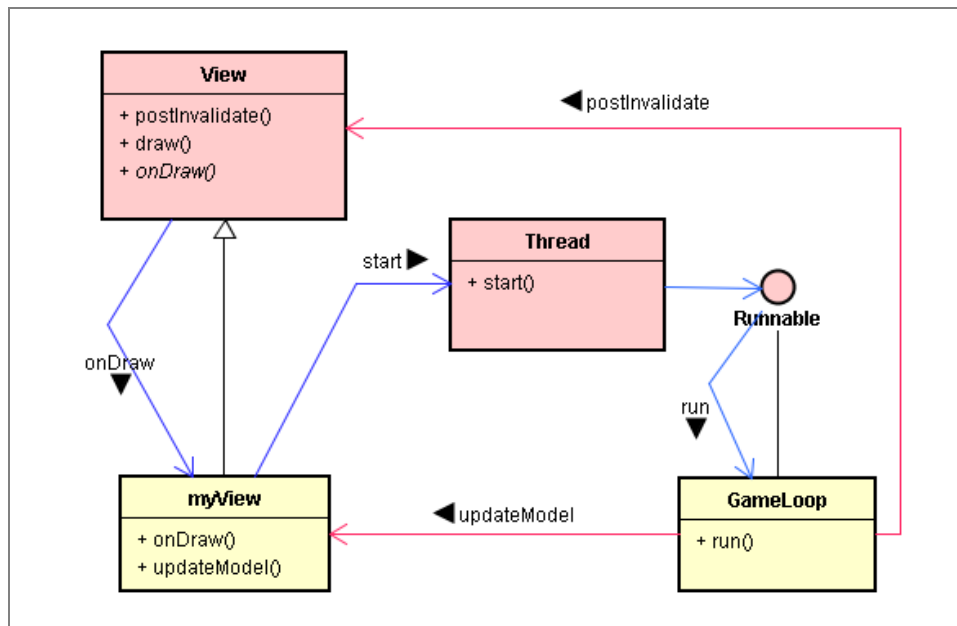 View
+ postInvalidate()
+ draw()
+ onDraw()
◀ postInvalidate
Thread
+ start()
start ▶
Runnable
onDraw
▼
run
▼
myView
+ onDraw()
+ updateModel()
◀ updateModel
GameLoop
+ run()